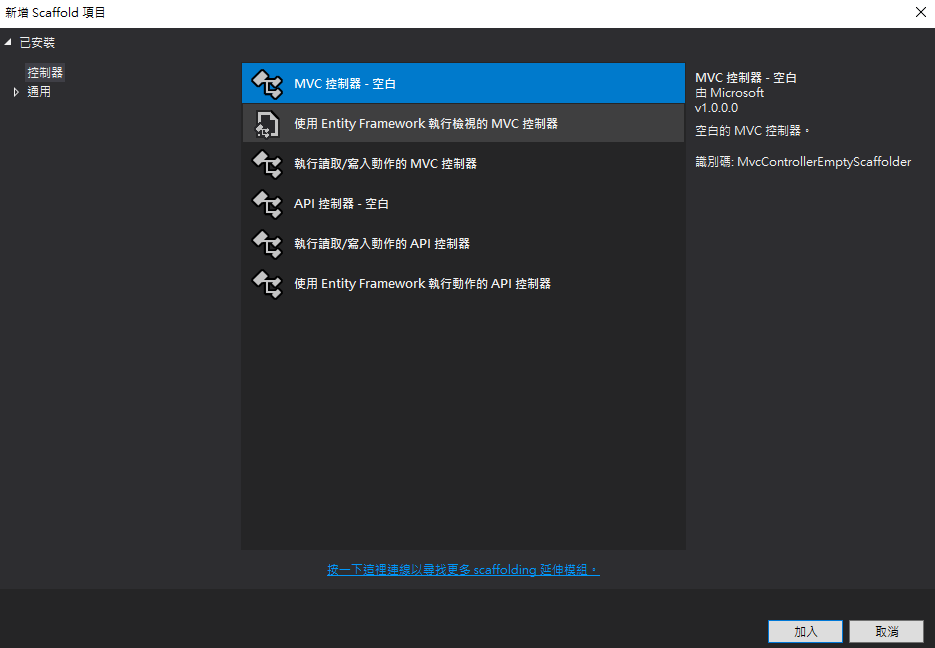 新增 Scaffold 項目
已安裝
控制器
通用
MVC 控制器 - 空白
使用 Entity Framework 執行檢視的 MVC 控制器
執行讀取/寫入動作的 MVC 控制器
API 控制器 - 空白
執行讀取/寫入動作的 API 控制器
使用 Entity Framework 執行動作的 API 控制器
MVC 控制器 - 空白
由 Microsoft
v1.0.0.0
空白的 MVC 控制器。
識別碼: MvcControllerEmptyScaffolder
按一下這裡連線以尋找更多 scaffolding 延伸模組。
加入
取消